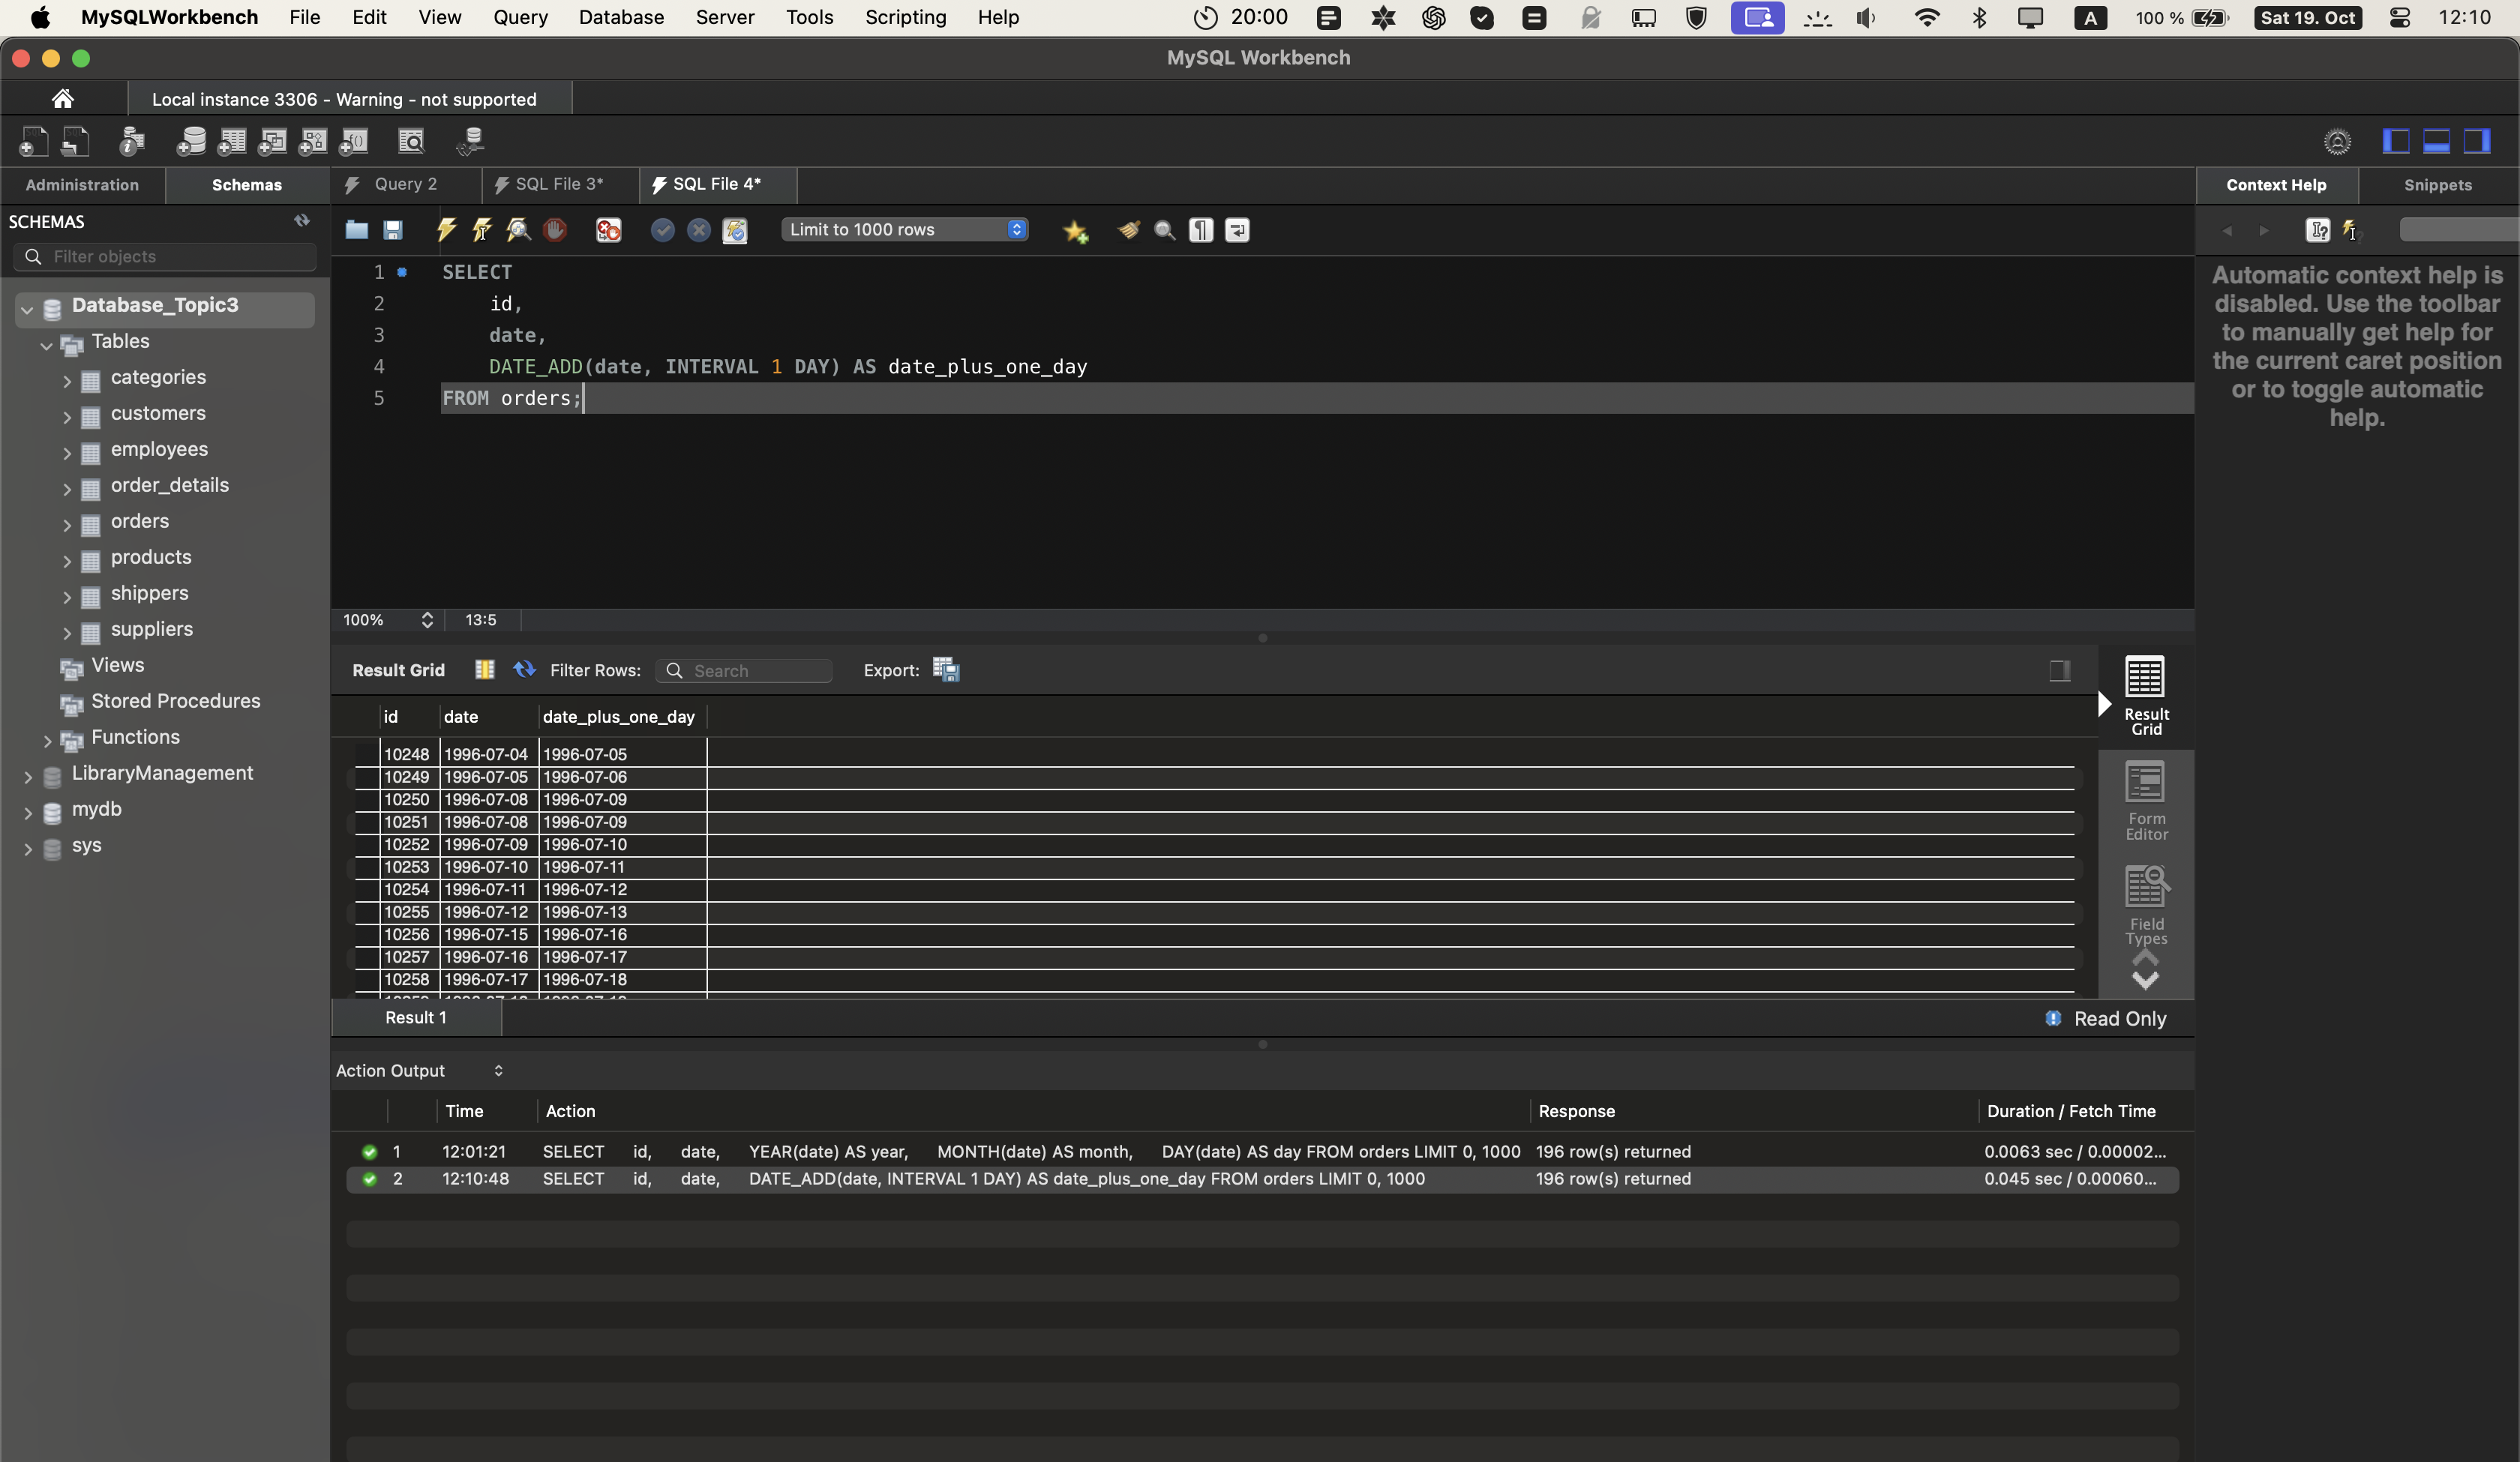 MySQLWorkbench File Edit View Query Database Server Tools Scripting Help 20:00 A 100 % Sat 19. Oct 12:10
MySQL Workbench
Local instance 3306 - Warning - not supported
Administration Schemas Query 2 SQL File 3* SQL File 4* Context Help Snippets
SCHEMAS
Filter objects
Limit to 1000 rows
Database_Topic3
Tables
categories
customers
employees
order_details
orders
products
shippers
suppliers
Views
Stored Procedures
Functions
LibraryManagement
mydb
sys
1 SELECT
2 id,
3 date,
4 DATE_ADD(date, INTERVAL 1 DAY) AS date_plus_one_day
5 FROM orders;
Automatic context help is
disabled. Use the toolbar
to manually get help for
the current caret position
or to toggle automatic
help.
100% 13:5
Result Grid Filter Rows: Search Export:
id date date_plus_one_day
10248 1996-07-04 1996-07-05
10249 1996-07-05 1996-07-06
10250 1996-07-08 1996-07-09
10251 1996-07-08 1996-07-09
10252 1996-07-09 1996-07-10
10253 1996-07-10 1996-07-11
10254 1996-07-11 1996-07-12
10255 1996-07-12 1996-07-13
10256 1996-07-15 1996-07-16
10257 1996-07-16 1996-07-17
10258 1996-07-17 1996-07-18
Result
Grid
Form
Editor
Field
Types
Result 1 Read Only
Action Output
Time Action Response Duration / Fetch Time
1 12:01:21 SELECT id, date, YEAR(date) AS year, MONTH(date) AS month, DAY(date) AS day FROM orders LIMIT 0, 1000 196 row(s) returned 0.0063 sec / 0.00002...
2 12:10:48 SELECT id, date, DATE_ADD(date, INTERVAL 1 DAY) AS date_plus_one_day FROM orders LIMIT 0, 1000 196 row(s) returned 0.045 sec / 0.00060...